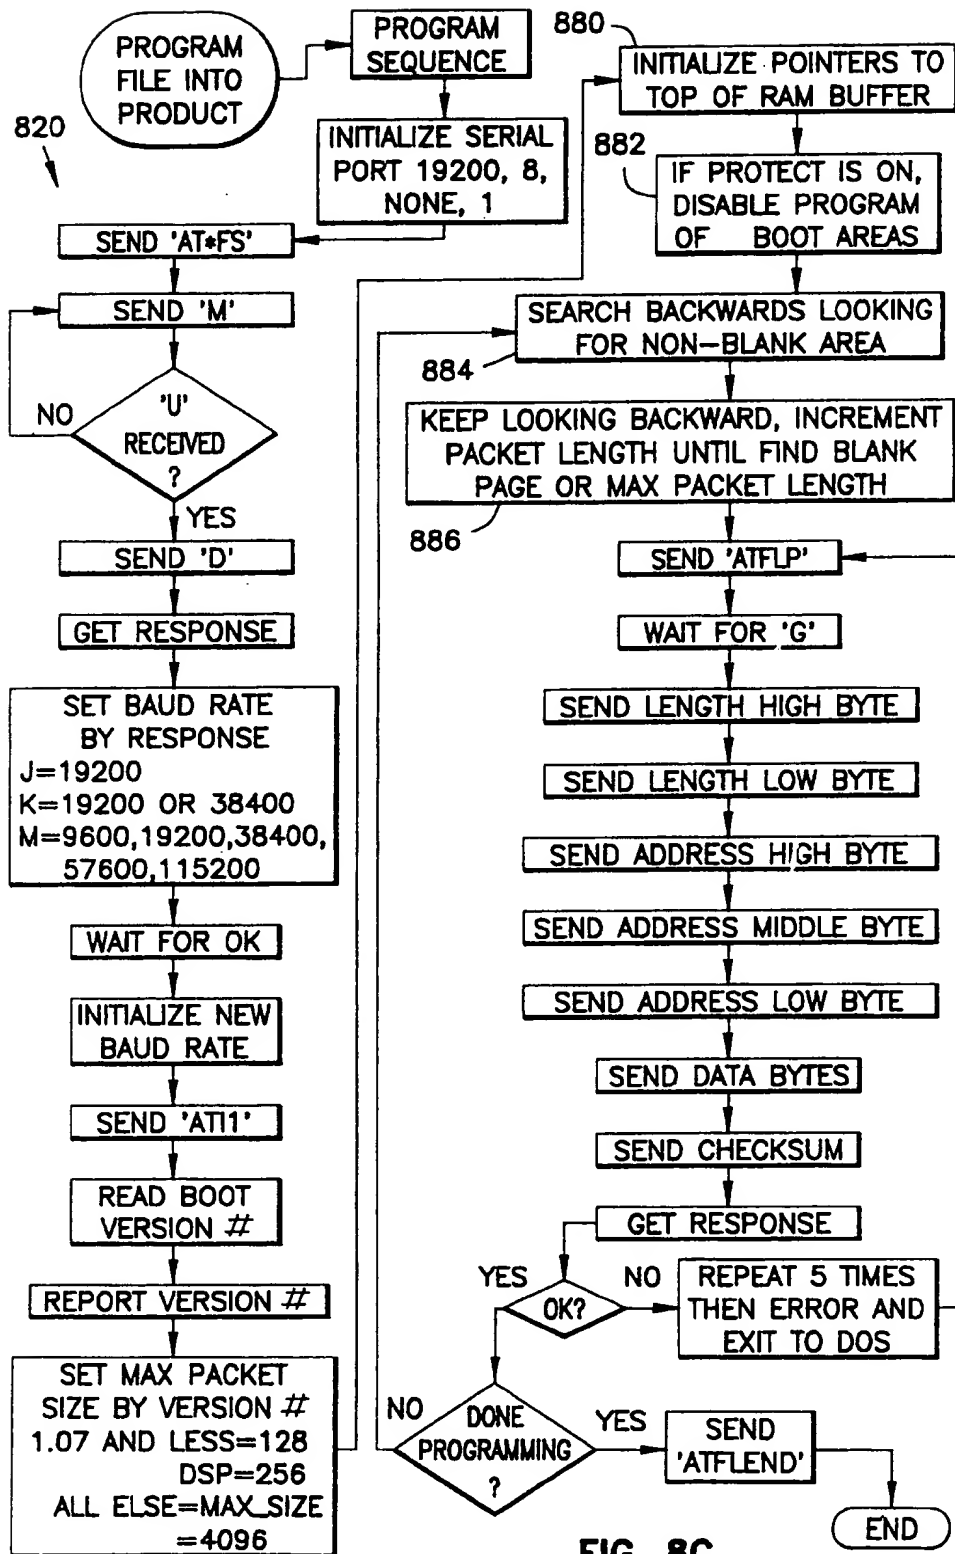 PROGRAM
FILE INTO
PRODUCT
820
PROGRAM
SEQUENCE
INITIALIZE SERIAL
PORT 19200, 8,
NONE, 1
SEND 'AT*FS'
SEND 'M'
'U'
RECEIVED
?
NO
YES
SEND 'D'
GET RESPONSE
SET BAUD RATE
BY RESPONSE
J=19200
K=19200 OR 38400
M=9600,19200,38400,
57600,115200
WAIT FOR OK
INITIALIZE NEW
BAUD RATE
SEND 'ATI1'
READ BOOT
VERSION #
REPORT VERSION #
SET MAX PACKET
SIZE BY VERSION #
1.07 AND LESS=128
DSP=256
ALL ELSE=MAX_SIZE
=4096
880
INITIALIZE POINTERS TO
TOP OF RAM BUFFER
882
IF PROTECT IS ON,
DISABLE PROGRAM
OF BOOT AREAS
SEARCH BACKWARDS LOOKING
FOR NON-BLANK AREA
884
KEEP LOOKING BACKWARD, INCREMENT
PACKET LENGTH UNTIL FIND BLANK
PAGE OR MAX PACKET LENGTH
886
SEND 'ATFLP'
WAIT FOR 'G'
SEND LENGTH HIGH BYTE
SEND LENGTH LOW BYTE
SEND ADDRESS HIGH BYTE
SEND ADDRESS MIDDLE BYTE
SEND ADDRESS LOW BYTE
SEND DATA BYTES
SEND CHECKSUM
GET RESPONSE
YES
OK?
NO
REPEAT 5 TIMES
THEN ERROR AND
EXIT TO DOS
NO
DONE
PROGRAMMING
?
YES
SEND
'ATFLEND'
END
FIG. 8C